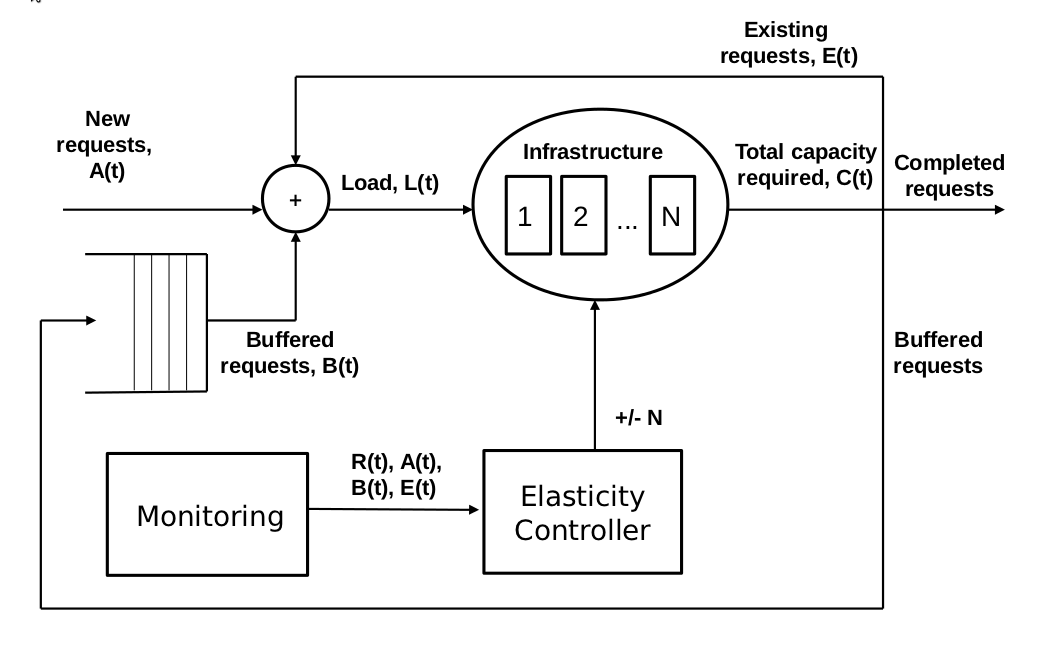 Existing
requests, E(t)
New
requests,
A(t)
+
Load, L(t)
Infrastructure
1 2 ... N
Total capacity
required, C(t)
Completed
requests
Buffered
requests, B(t)
Buffered
requests
+/- N
R(t), A(t),
B(t), E(t)
Monitoring
Elasticity
Controller